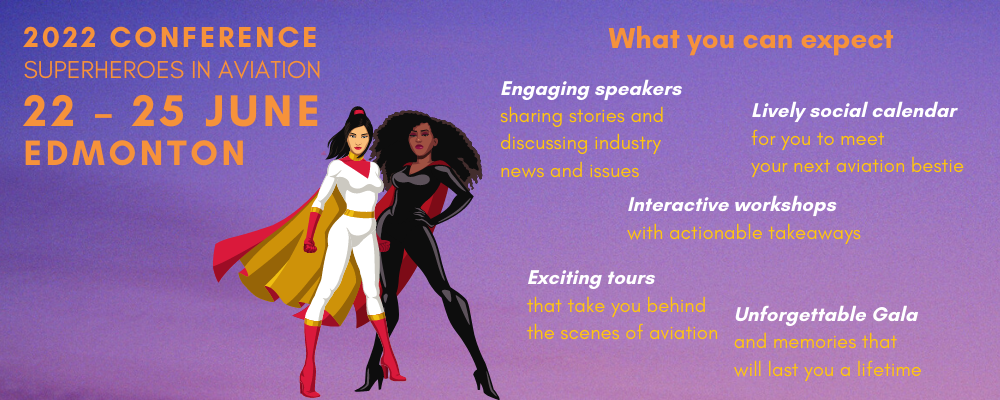 2022 CONFERENCE
SUPERHEROES IN AVIATION
22 – 25 JUNE
EDMONTON
What you can expect
Engaging speakers
sharing stories and
discussing industry
news and issues
Lively social calendar
for you to meet
your next aviation bestie
Interactive workshops
with actionable takeaways
Exciting tours
that take you behind
the scenes of aviation
Unforgettable Gala
and memories that
will last you a lifetime